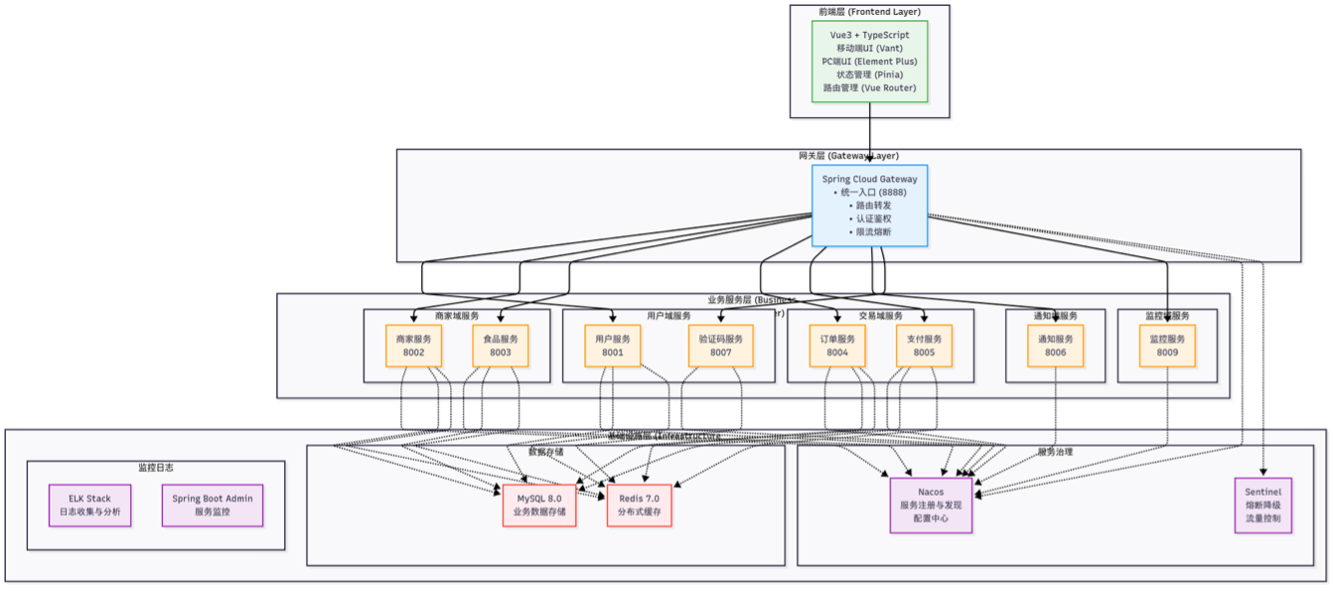 前端层 (Frontend Layer)
Vue3 + TypeScript
移动端UI (Vant)
PC端UI (Element Plus)
状态管理 (Pinia)
路由管理 (Vue Router)
网关层 (Gateway Layer)
Spring Cloud Gateway
• 统一入口 (8888)
• 路由转发
• 认证鉴权
• 限流熔断
业务服务层 (Business
er)
商家域服务
用户域服务
交易域服务
通知域服务
监控域服务
商家服务
8002
食品服务
8003
用户服务
8001
验证码服务
8007
订单服务
8004
支付服务
8005
通知服务
8006
监控服务
8009
基础设施层 (Infrastructure
监控日志
ELK Stack
日志收集与分析
Spring Boot Admin
服务监控
数据存储
MySQL 8.0
业务数据存储
Redis 7.0
分布式缓存
服务治理
Nacos
服务注册与发现
配置中心
Sentinel
熔断降级
流量控制